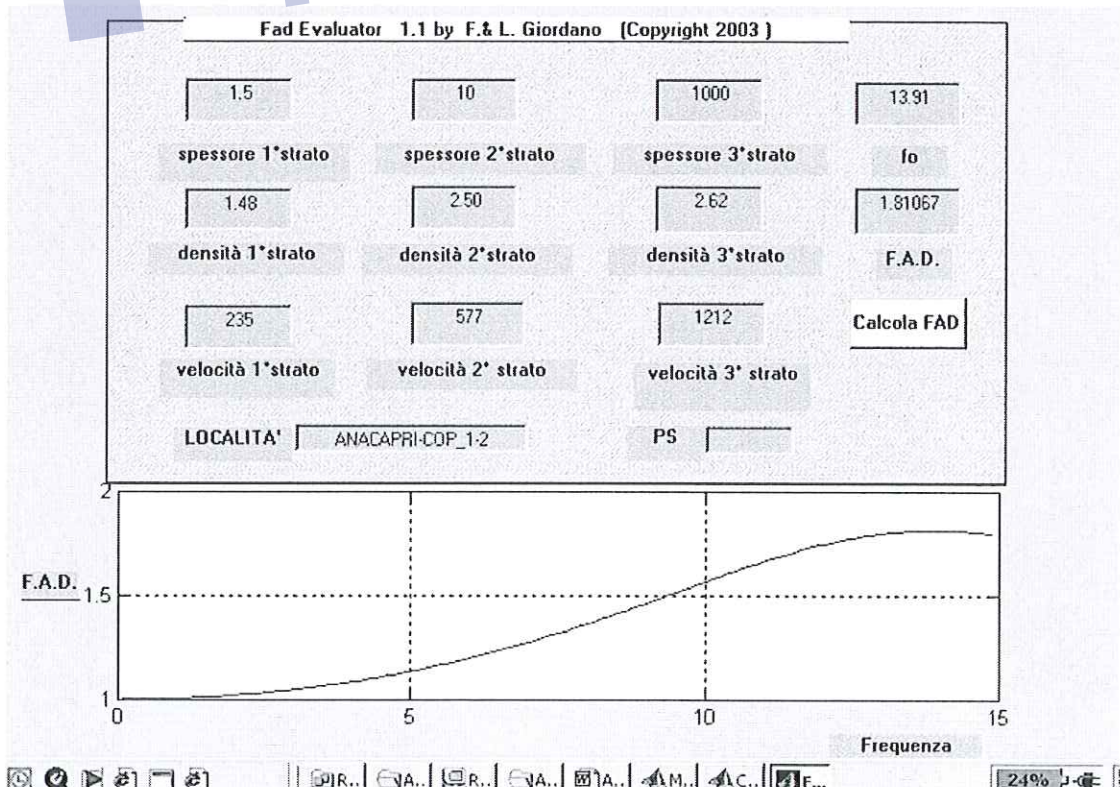 Fad Evaluator 1.1 by F.& L. Giordano (Copyright 2003 )
1.5 10 1000 13.91
spessore 1°strato spessore 2°strato spessore 3°strato fo
1.48 2.50 2.62 1.81067
densità 1°strato densità 2°strato densità 3°strato F.A.D.
235 577 1212 Calcola FAD
velocità 1°strato velocità 2° strato velocità 3° strato
LOCALITA' ANACAPRI-COP_1-2 PS
2
F.A.D. 1.5
1
0 5 10 15
Frequenza
R... A... R... A... A... M... C... F... 24%